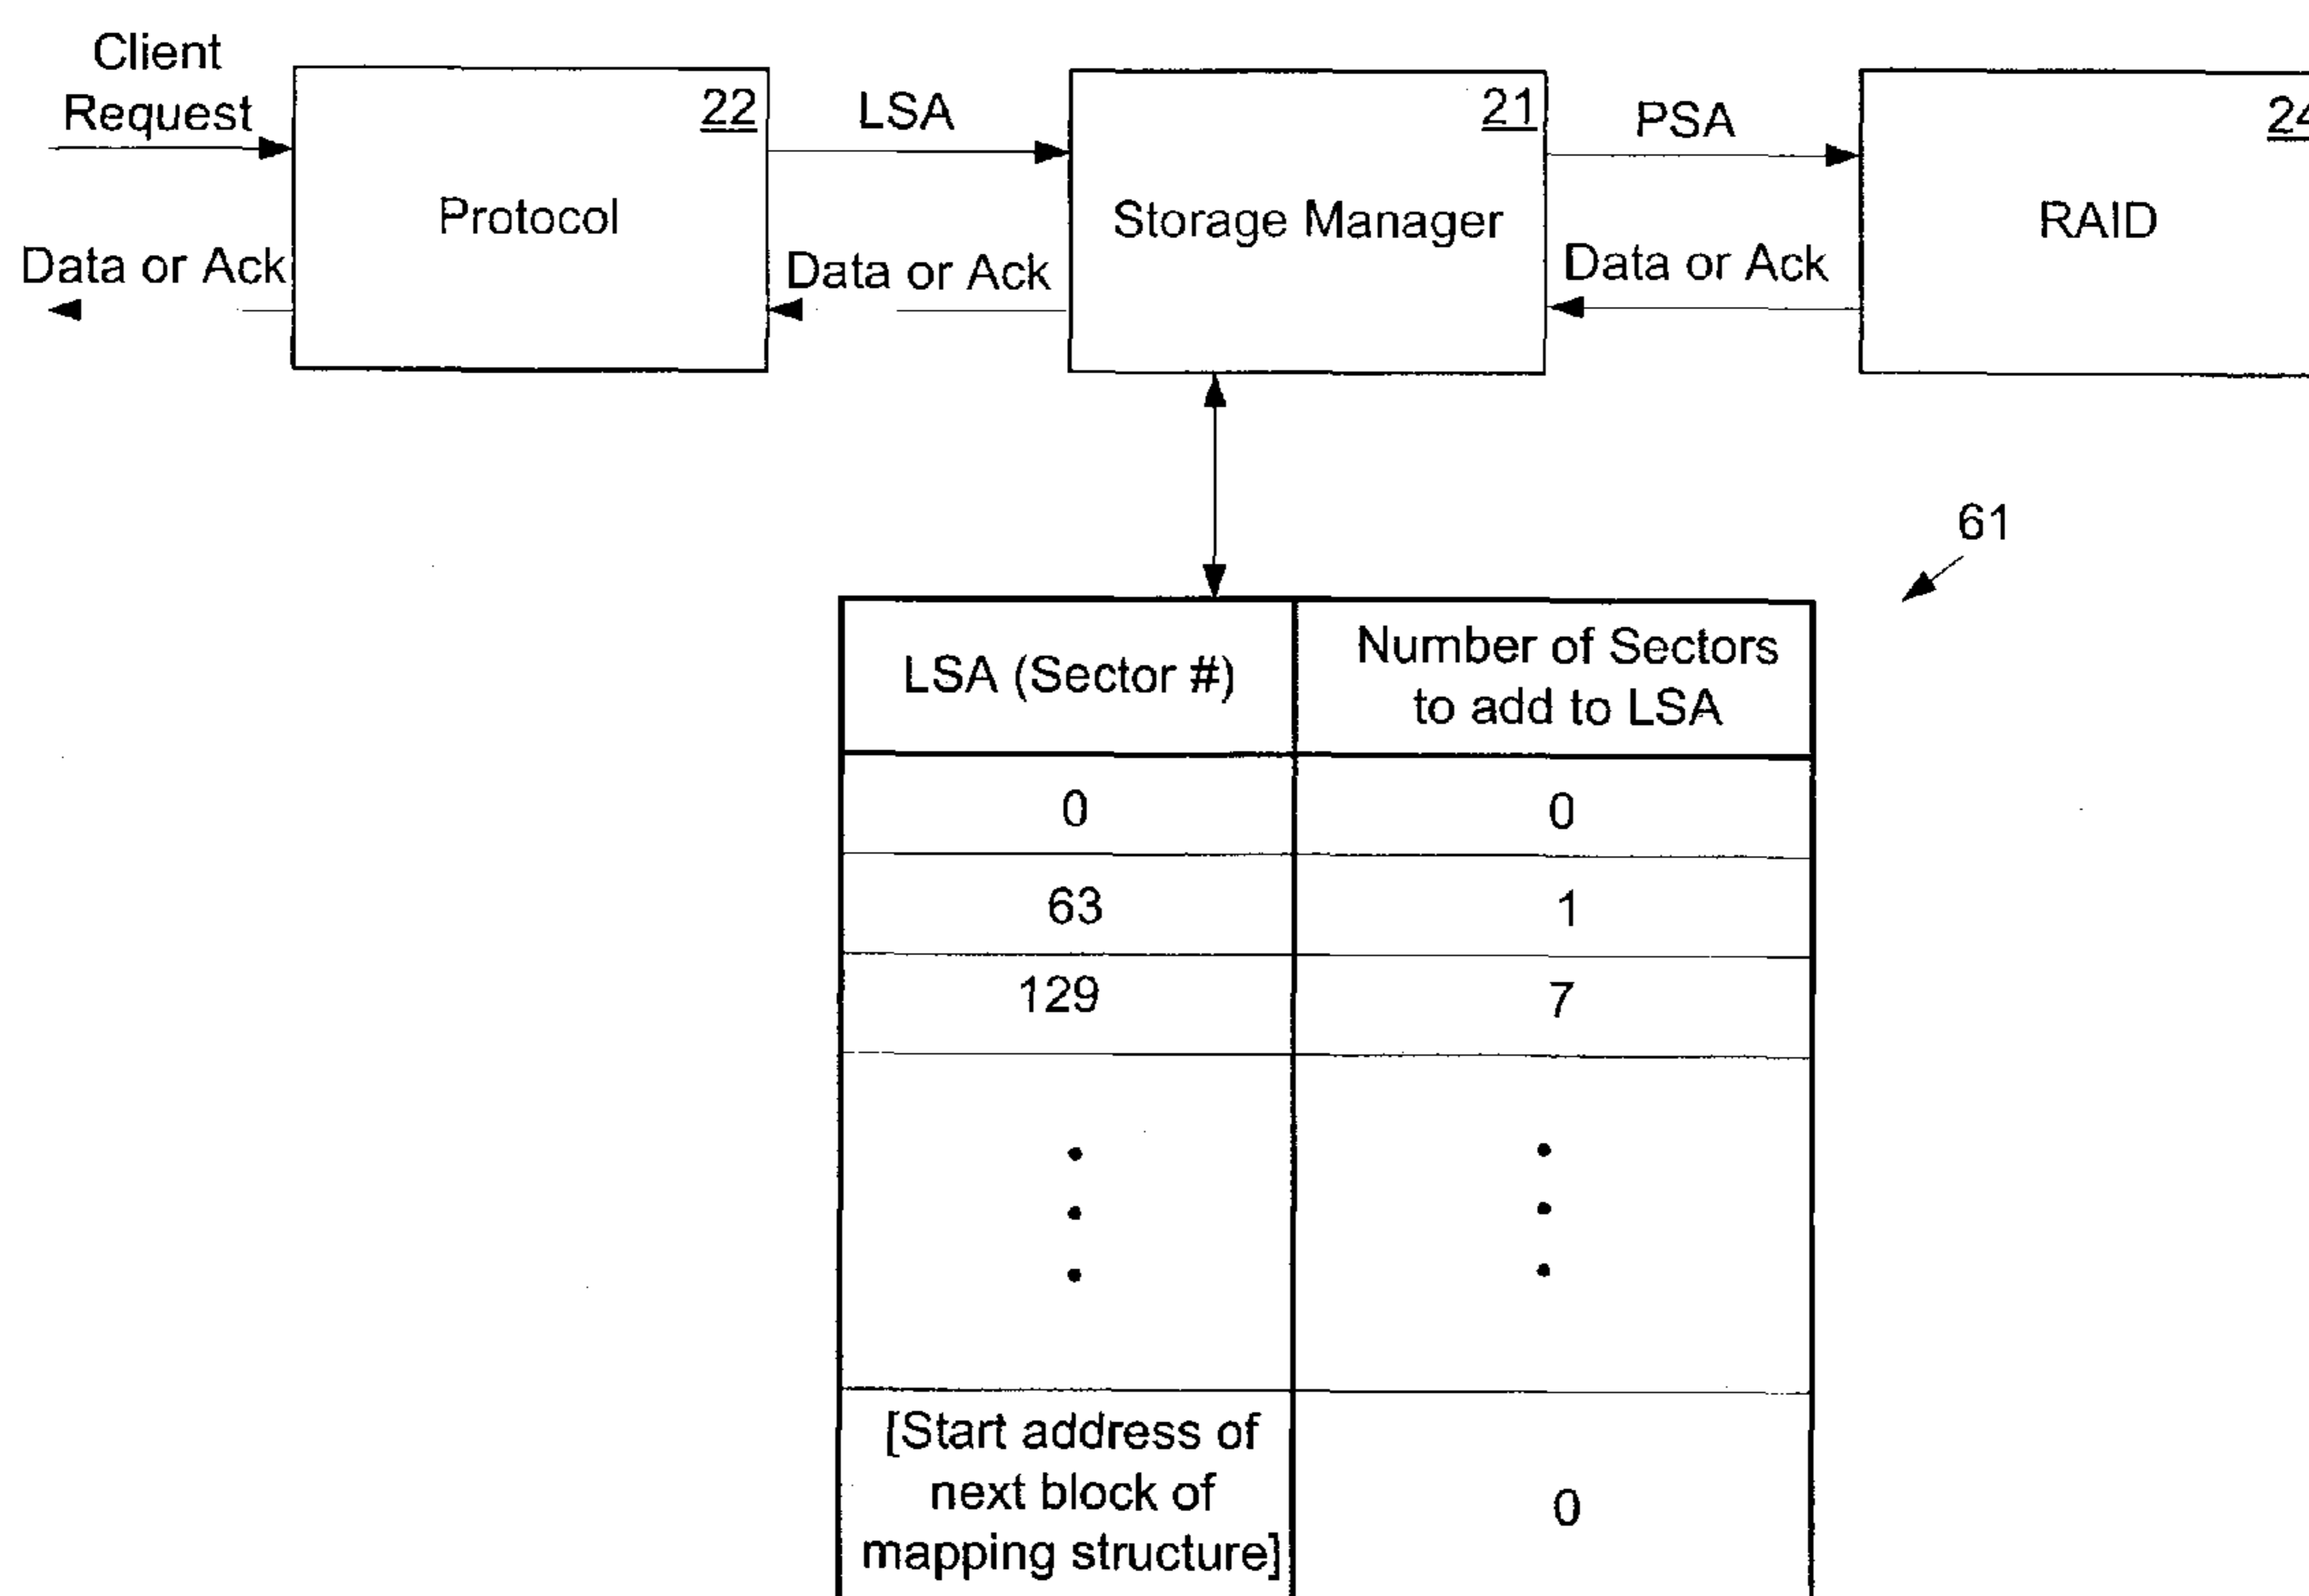 Client
Request
22
LSA
21
PSA
24
Protocol
Storage Manager
RAID
Data or Ack
Data or Ack
Data or Ack
61
LSA (Sector #)
Number of Sectors
to add to LSA
0
0
63
1
129
7
[Start address of
next block of
mapping structure]
0